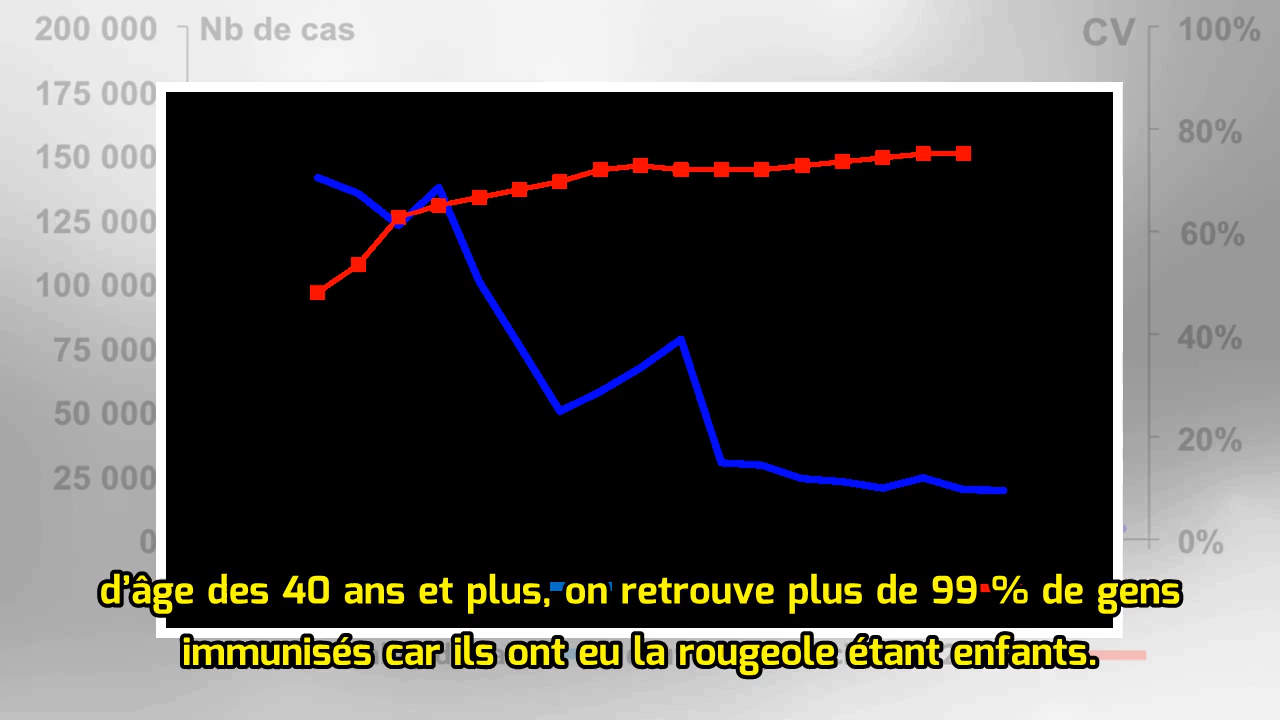 200 000 Nb de cas CV 100%
175 000
150 000 80%
125 000
100 000 60%
75 000 40%
50 000
25 000 20%
0 0%
d'âge des 40 ans et plus, on retrouve plus de 99 % de gens
immunisés car ils ont eu la rougeole étant enfants.